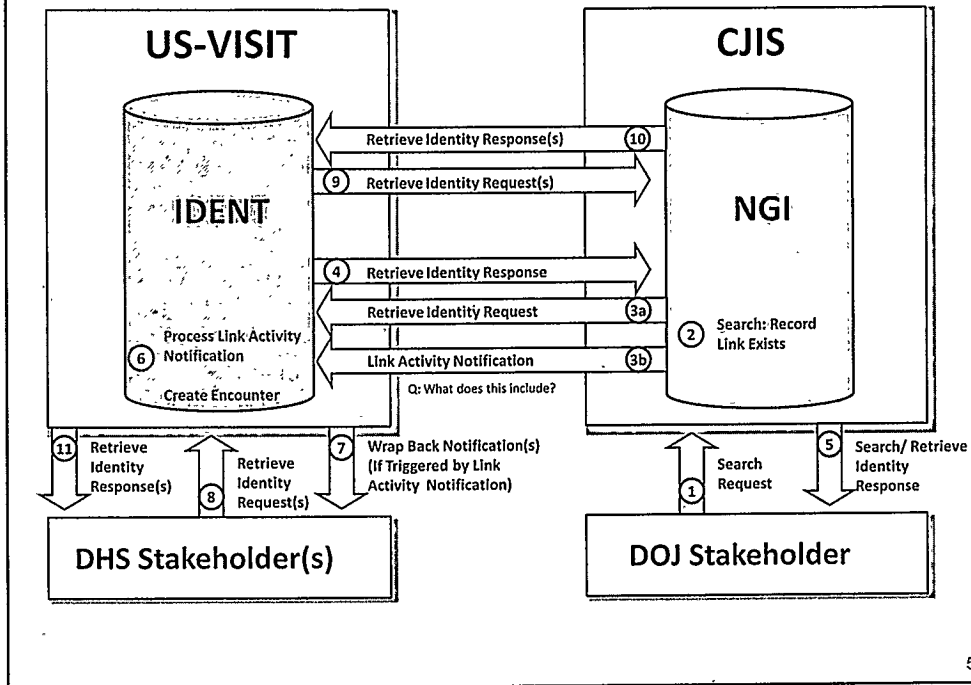 US-VISIT
CJIS
Retrieve Identity Response(s) 10
9 Retrieve Identity Request(s)
IDENT
NGI
4 Retrieve Identity Response
Retrieve Identity Request 3a
2 Search: Record
Link Exists
Process Link Activity
6 Notification
Link Activity Notification 3b
Q: What does this include?
Create Encounter
11 Retrieve
Identity
Response(s)
8 Retrieve
Identity
Request(s)
7 Wrap Back Notification(s)
(If Triggered by Link
Activity Notification)
1 Search
Request
5 Search/ Retrieve
Identity
Response
DHS Stakeholder(s)
DOJ Stakeholder
5